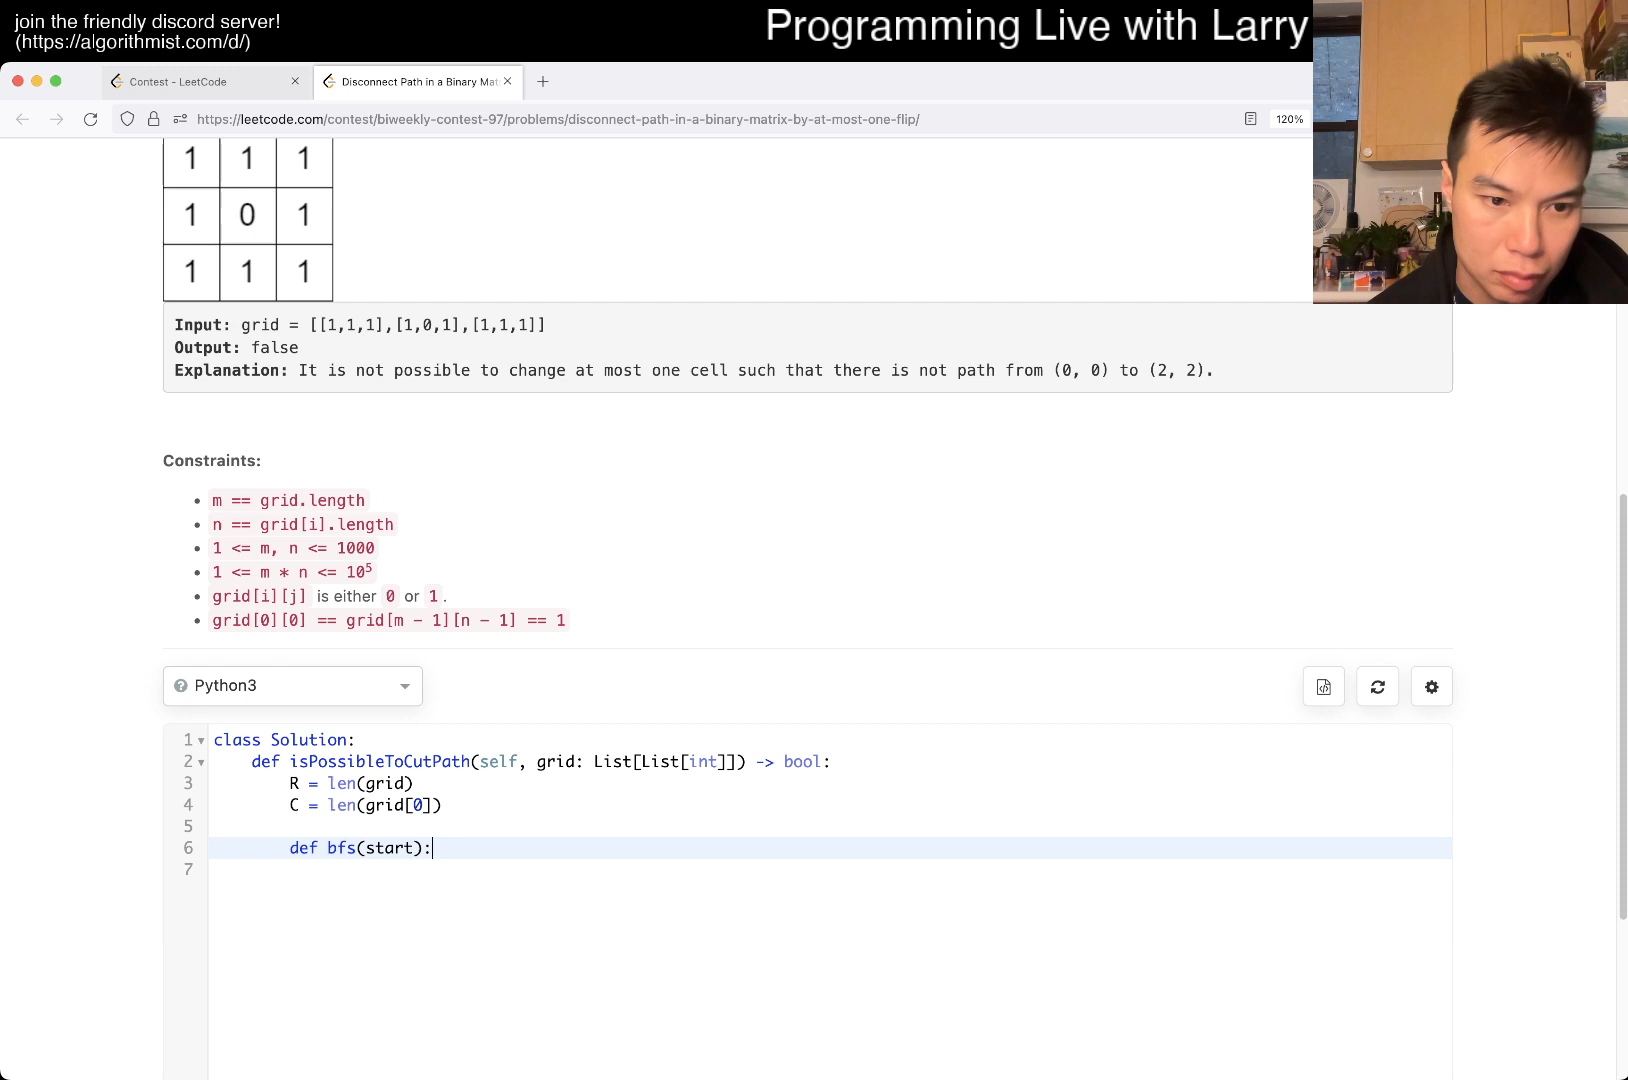 join the friendly discord server!
(https://algorithmist.com/d/)
Programming Live with Larry
Contest - LeetCode
Disconnect Path in a Binary Mat
https://leetcode.com/contest/biweekly-contest-97/problems/disconnect-path-in-a-binary-matrix-by-at-most-one-flip/
120%
1 1 1
1 0 1
1 1 1
Input: grid = [[1,1,1],[1,0,1],[1,1,1]]
Output: false
Explanation: It is not possible to change at most one cell such that there is not path from (0, 0) to (2, 2).
Constraints:
• m == grid.length
• n == grid[i].length
• 1 <= m, n <= 1000
• 1 <= m * n <= 10⁵
• grid[i][j] is either 0 or 1.
• grid[0][0] == grid[m - 1][n - 1] == 1
Python3
1 class Solution:
2 def isPossibleToCutPath(self, grid: List[List[int]]) -> bool:
3 R = len(grid)
4 C = len(grid[0])
5
6 def bfs(start):
7